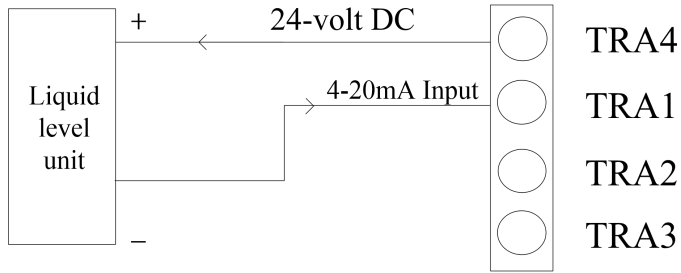 +
24-volt DC
TRA4
4-20mA Input
TRA1
Liquid
level
unit
TRA2
–
TRA3